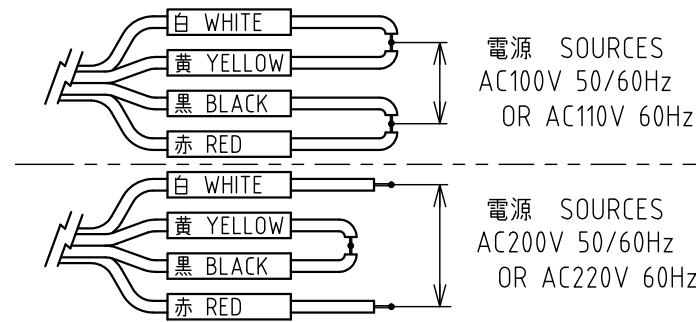 白 WHITE
黄 YELLOW
黒 BLACK
赤 RED
電源 SOURCES
AC100V 50/60Hz
OR AC110V 60Hz
白 WHITE
黄 YELLOW
黒 BLACK
赤 RED
電源 SOURCES
AC200V 50/60Hz
OR AC220V 60Hz